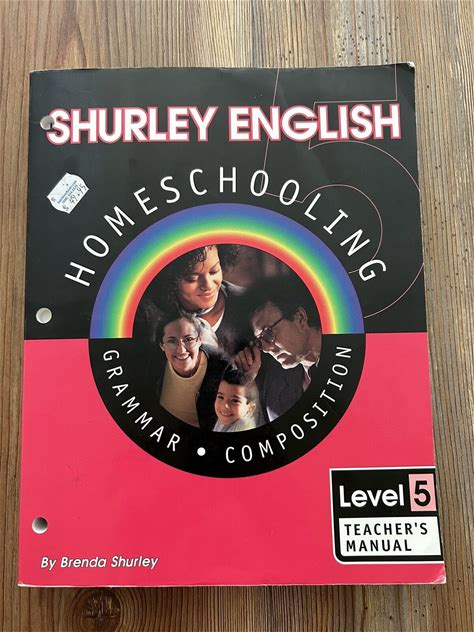 SHURLEY ENGLISH
HOMESCHOOLING
GRAMMAR • COMPOSITION
Level 5
TEACHER'S
MANUAL
By Brenda Shurley